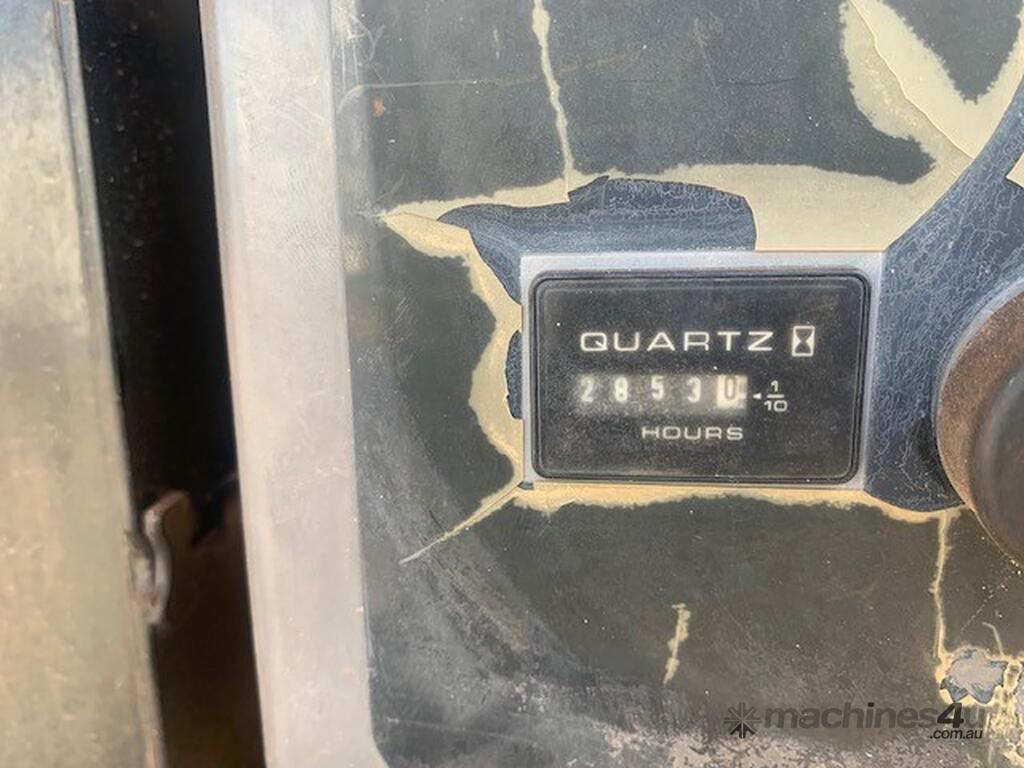 QUARTZ
28530 1/10
HOURS
machines4u
.com.au